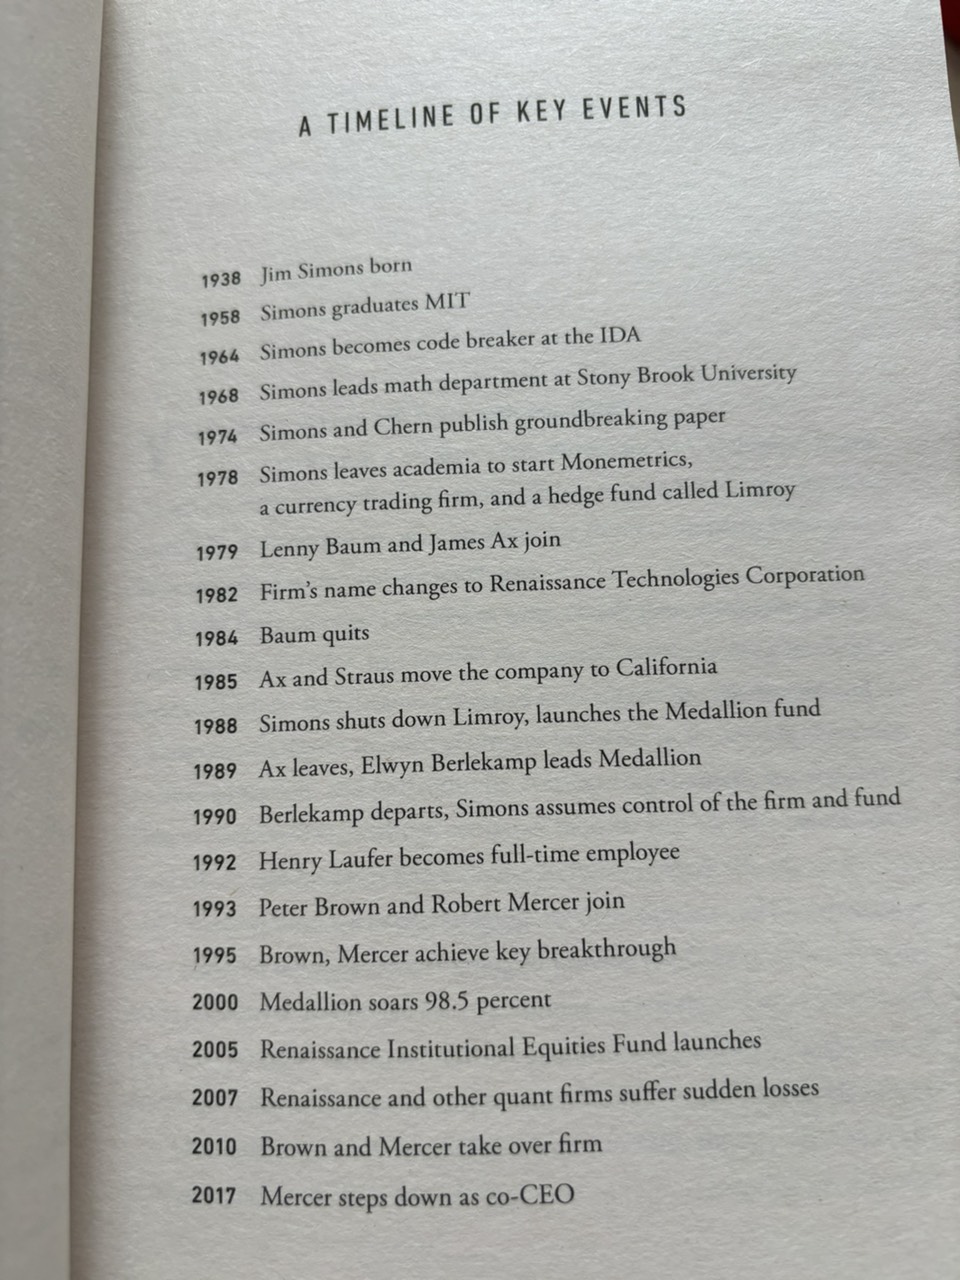 A TIMELINE OF KEY EVENTS
1938 Jim Simons born
1958 Simons graduates MIT
1964 Simons becomes code breaker at the IDA
1968 Simons leads math department at Stony Brook University
1974 Simons and Chern publish groundbreaking paper
1978 Simons leaves academia to start Monemetrics,
a currency trading firm, and a hedge fund called Limroy
1979 Lenny Baum and James Ax join
1982 Firm’s name changes to Renaissance Technologies Corporation
1984 Baum quits
1985 Ax and Straus move the company to California
1988 Simons shuts down Limroy, launches the Medallion fund
1989 Ax leaves, Elwyn Berlekamp leads Medallion
1990 Berlekamp departs, Simons assumes control of the firm and fund
1992 Henry Laufer becomes full-time employee
1993 Peter Brown and Robert Mercer join
1995 Brown, Mercer achieve key breakthrough
2000 Medallion soars 98.5 percent
2005 Renaissance Institutional Equities Fund launches
2007 Renaissance and other quant firms suffer sudden losses
2010 Brown and Mercer take over firm
2017 Mercer steps down as co-CEO